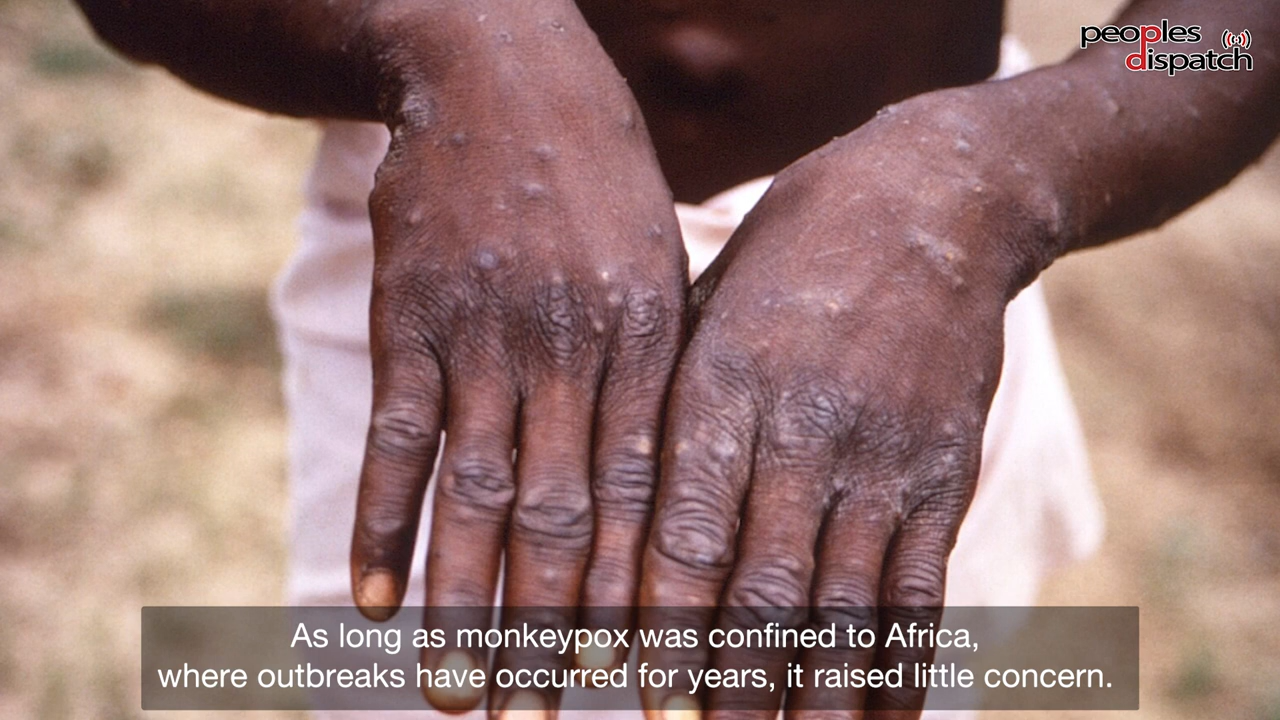 peoples
dispatch
As long as monkeypox was confined to Africa,
where outbreaks have occurred for years, it raised little concern.